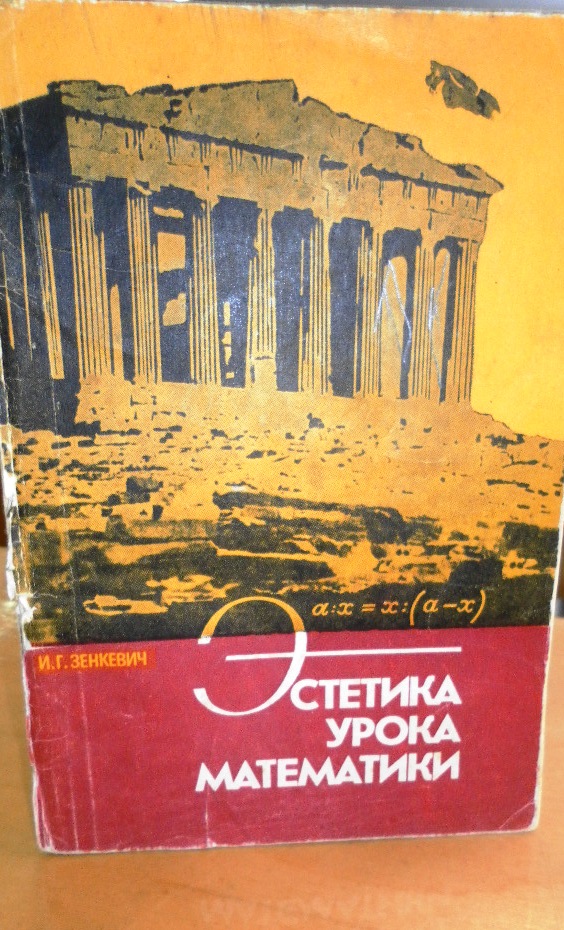 a:x = x:(a-x)
И.Г. ЗЕНКЕВИЧ
ЭСТЕТИКА
УРОКА
МАТЕМАТИКИ